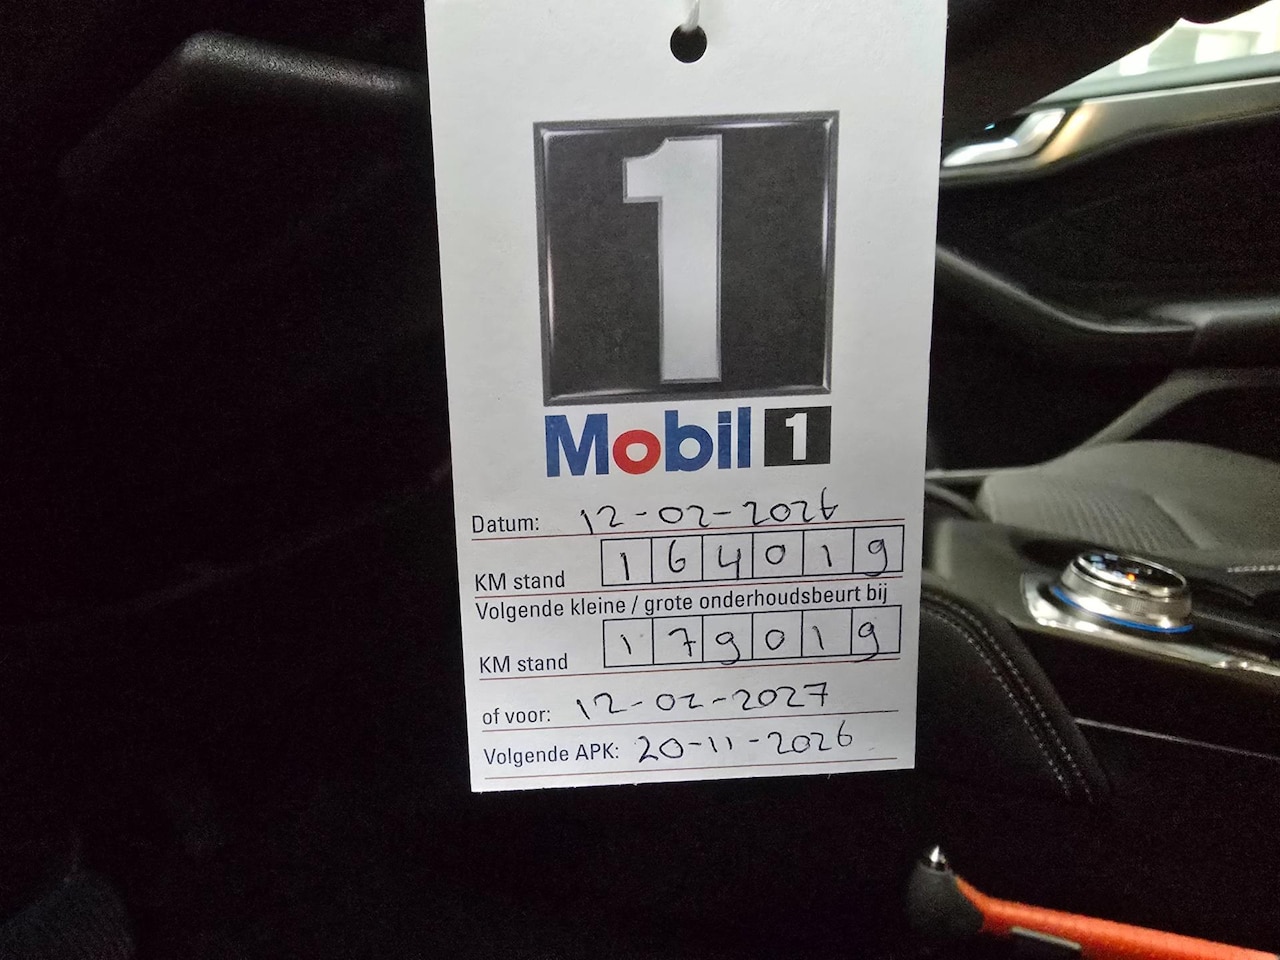 1
Mobil 1
Datum: 12-02-2026
KM stand 164019
Volgende kleine / grote onderhoudsbeurt bij
KM stand 179019
of voor: 12-02-2027
Volgende APK: 20-11-2026